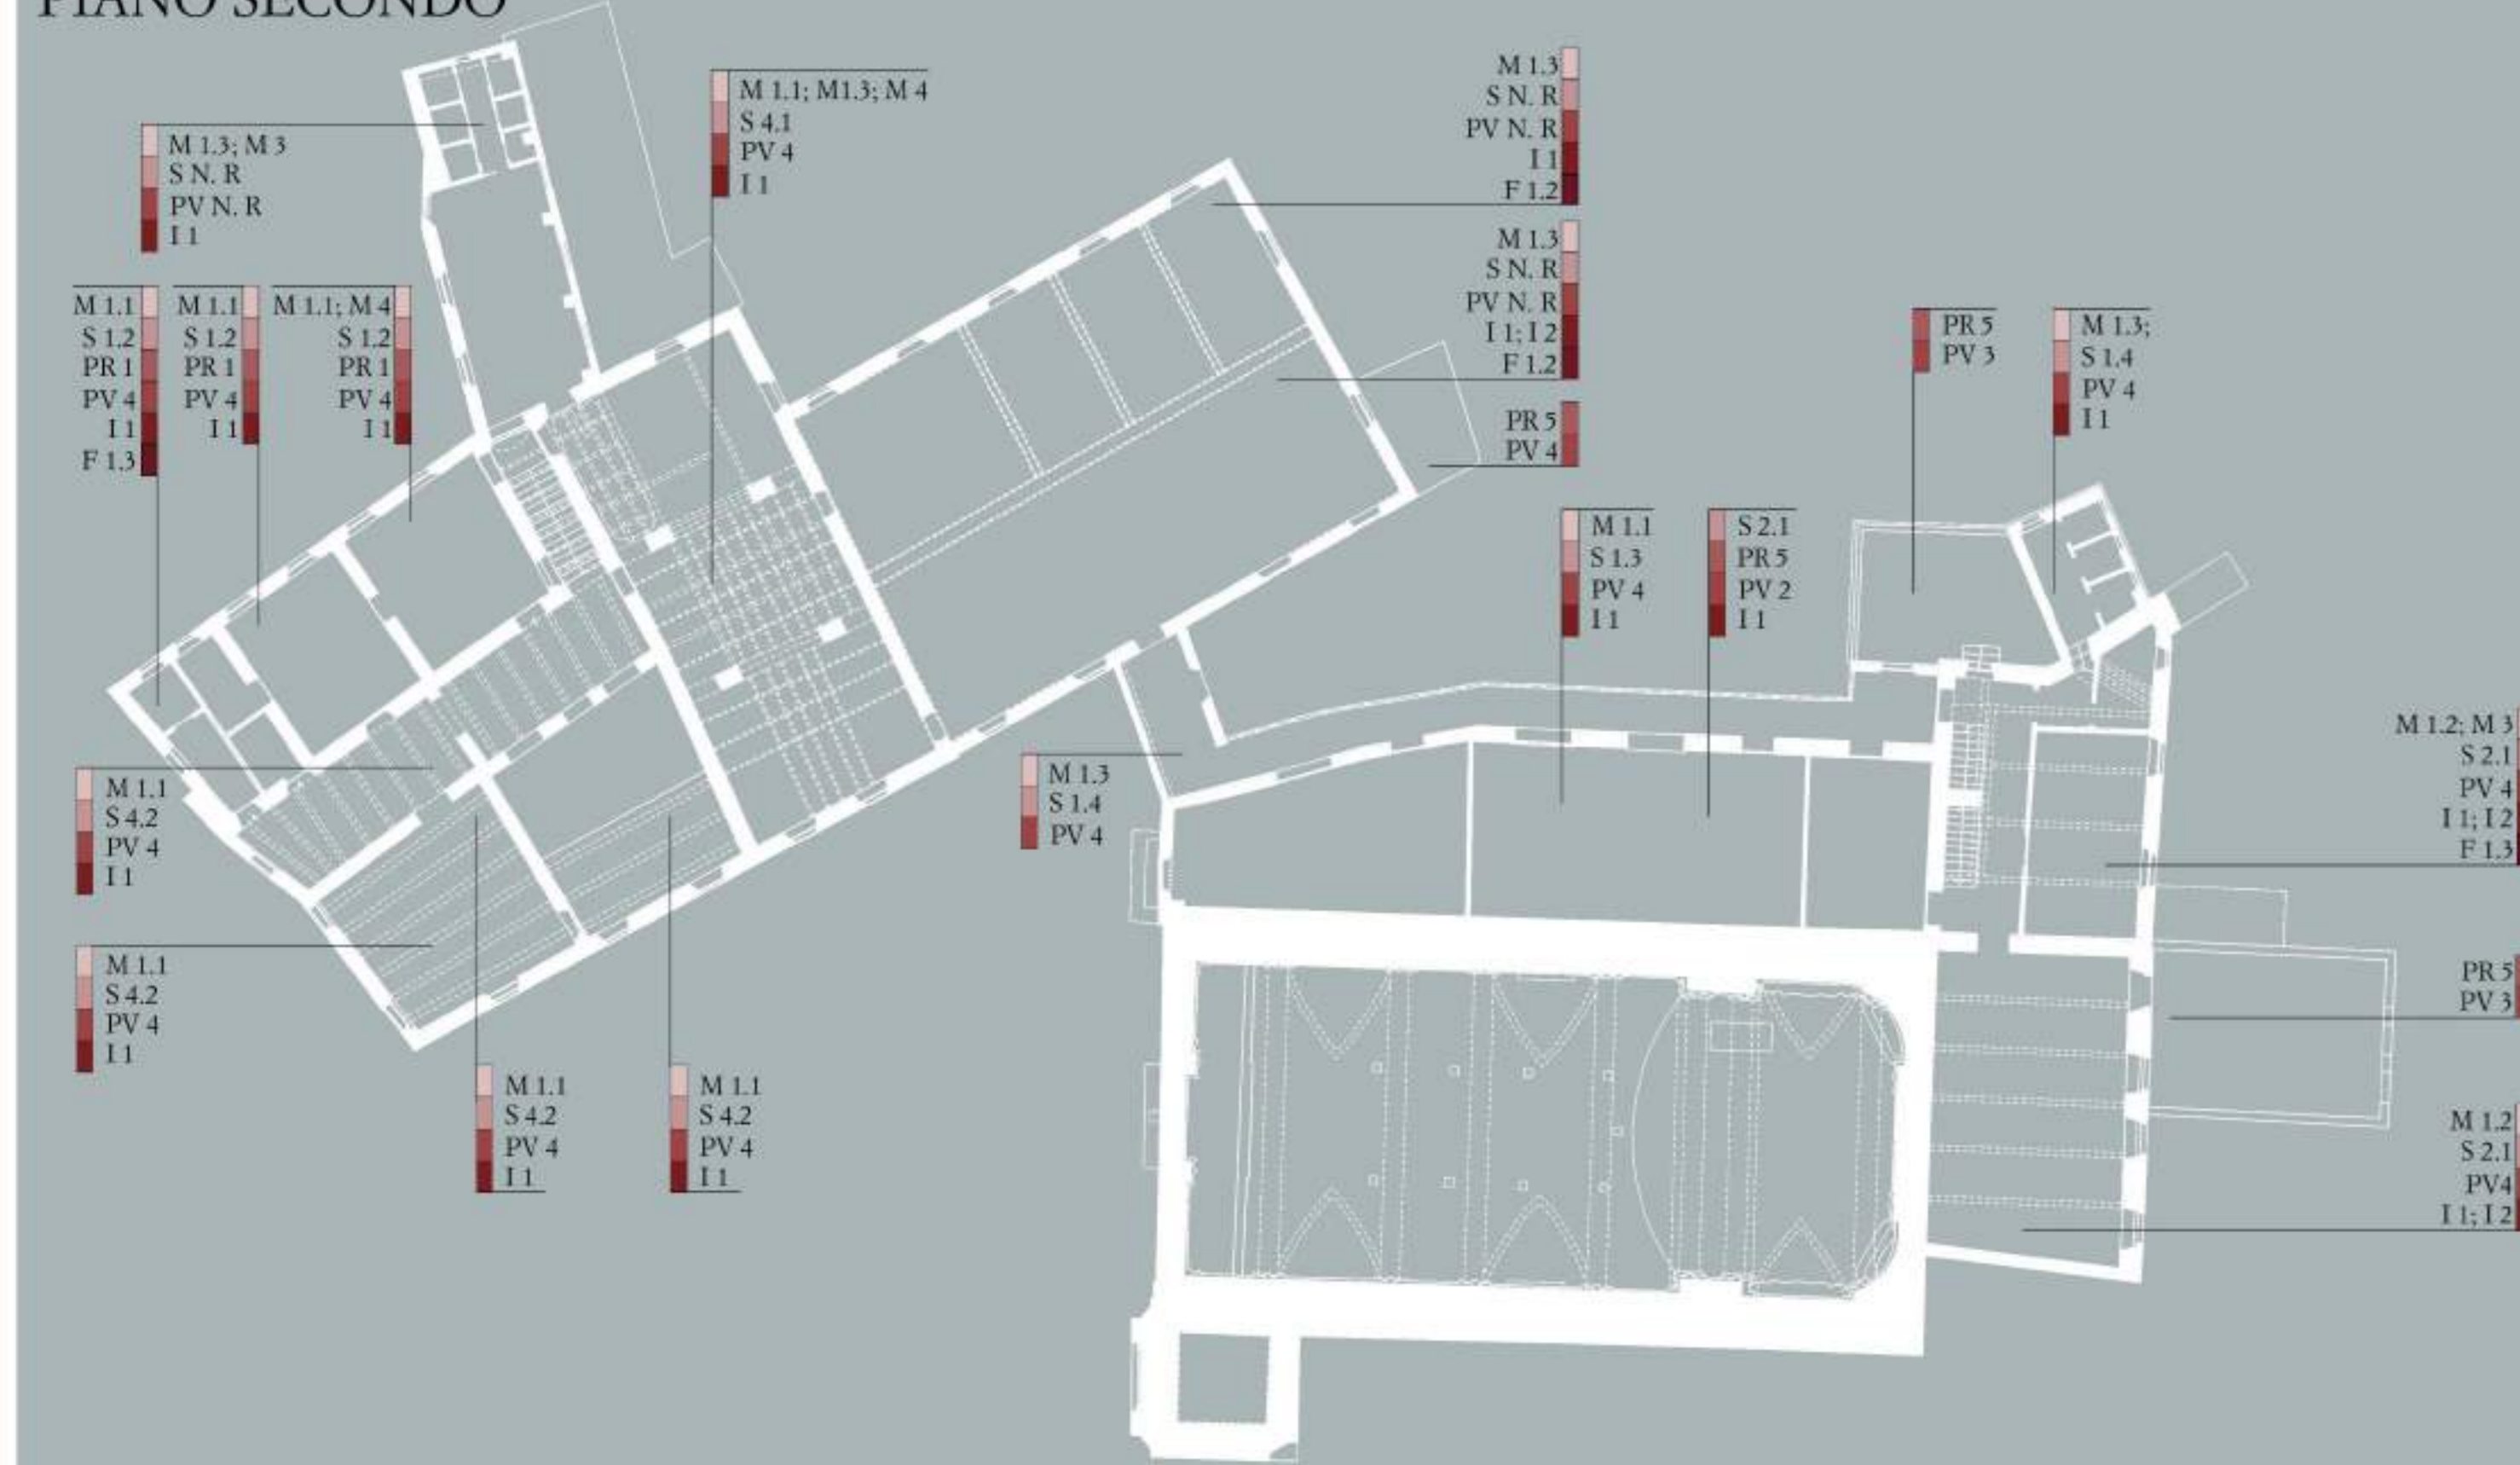 PIANO SECONDO
M 1.3; M 3
S N. R
PV N. R
I 1
M 1.1; M1.3; M 4
S 4.1
PV 4
I 1
M 1.3
S N. R
PV N. R
I 1
F 1.2
M 1.3
S N. R
PV N. R
I 1; I 2
F 1.2
PR 5
PV 4
M 1.1
S 1.2
PR 1
PV 4
I 1
F 1.3
M 1.1
S 1.2
PR 1
PV 4
I 1
M 1.1; M 4
S 1.2
PR 1
PV 4
I 1
PR 5
PV 3
M 1.3;
S 1.4
PV 4
I 1
M 1.1
S 1.3
PV 4
I 1
S 2.1
PR 5
PV 2
I 1
M 1.3
S 1.4
PV 4
M 1.2; M 3
S 2.1
PV 4
I 1; I 2
F 1.3
M 1.1
S 4.2
PV 4
I 1
M 1.1
S 4.2
PV 4
I 1
M 1.1
S 4.2
PV 4
I 1
M 1.1
S 4.2
PV 4
I 1
PR 5
PV 3
M 1.2
S 2.1
PV4
I 1; I 2